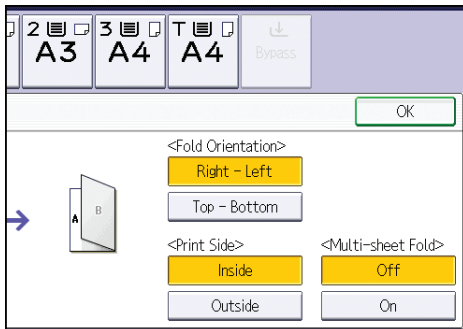 2 3 T
A3 A4 A4 Bypass
OK
<Fold Orientation>
Right - Left
Top - Bottom
A B
<Print Side> <Multi-sheet Fold>
Inside Off
Outside On